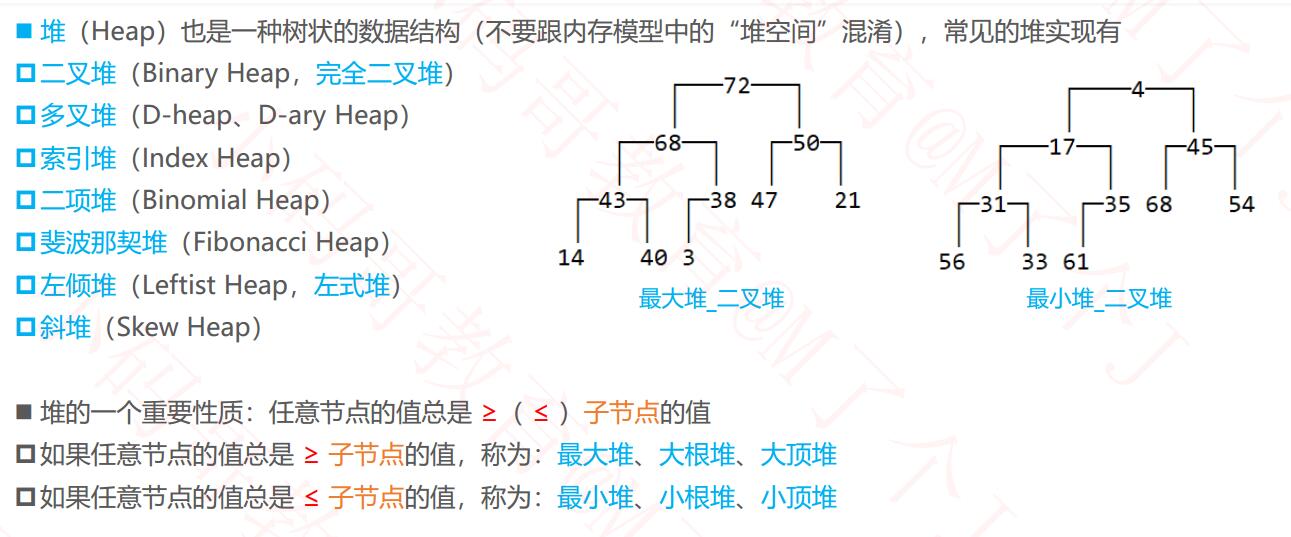 ■ 堆（Heap）也是一种树状的数据结构（不要跟内存模型中的“堆空间”混淆），常见的堆实现有
二叉堆（Binary Heap，完全二叉堆）
多叉堆（D-heap、D-ary Heap）
索引堆（Index Heap）
二项堆（Binomial Heap）
斐波那契堆（Fibonacci Heap）
左倾堆（Leftist Heap，左式堆）
斜堆（Skew Heap）
72
68 50
43 38 47 21
14 40 3
最大堆_二叉堆
4
17 45
31 35 68 54
56 33 61
最小堆_二叉堆
■ 堆的一个重要性质：任意节点的值总是 ≥（ ≤ ）子节点的值
如果任意节点的值总是 ≥ 子节点的值，称为：最大堆、大根堆、大顶堆
如果任意节点的值总是 ≤ 子节点的值，称为：最小堆、小根堆、小顶堆